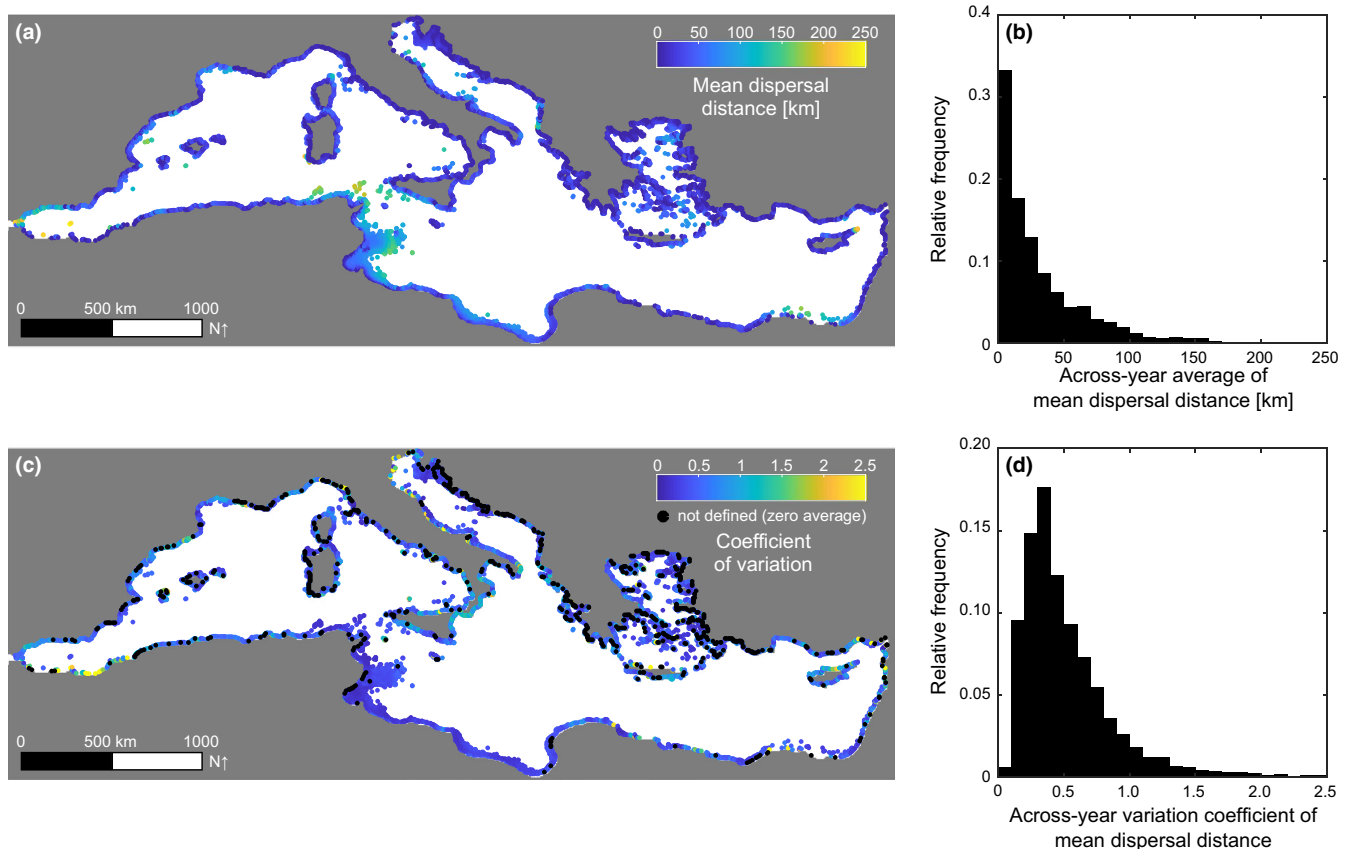 (a)
0 50 100 150 200 250
Mean dispersal
distance [km]
0 500 km 1000
N↑
(b)
0.4
0.3
0.2
0.1
0
Relative frequency
0 50 100 150 200 250
Across-year average of
mean dispersal distance [km]
(c)
0 0.5 1 1.5 2 2.5
not defined (zero average)
Coefficient
of variation
0 500 km 1000
N↑
(d)
0.20
0.15
0.10
0.05
0
Relative frequency
0 0.5 1.0 1.5 2.0 2.5
Across-year variation coefficient of
mean dispersal distance